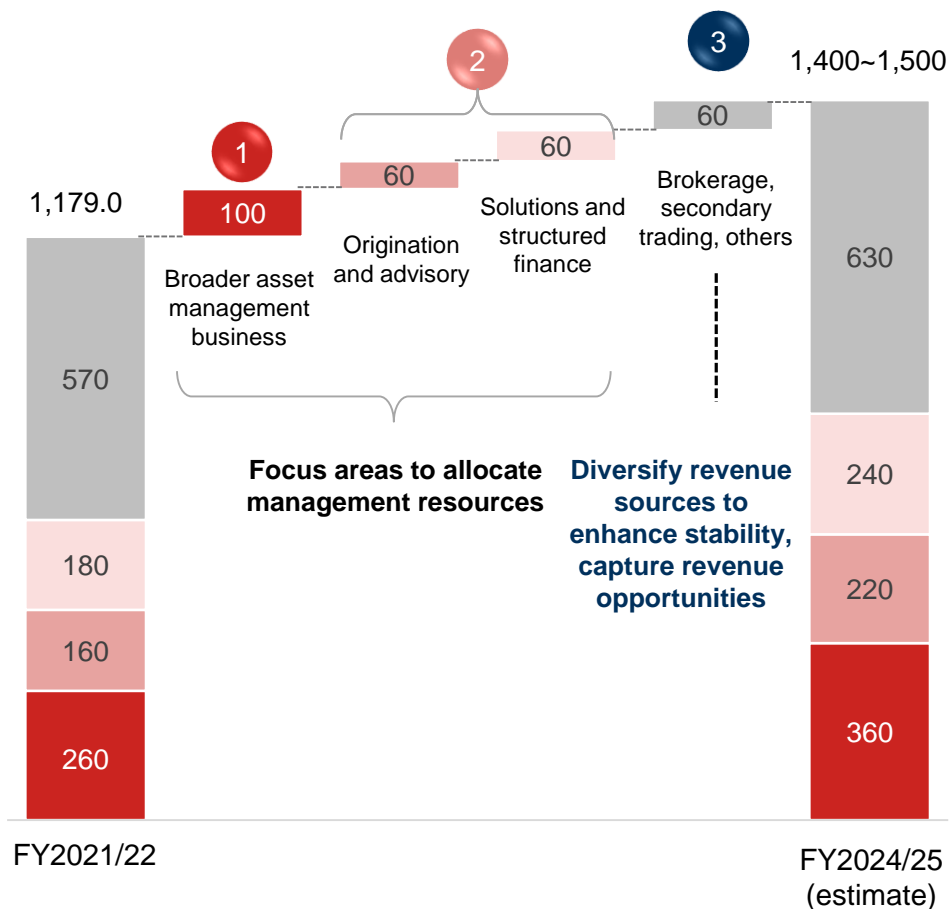 3
1,400~1,500
2
1
60
60
60
100
1,179.0
Brokerage,
secondary
trading, others
Solutions and
structured
finance
Origination
and advisory
Broader asset
management
business
630
570
Focus areas to allocate
management resources
Diversify revenue
sources to
enhance stability,
capture revenue
opportunities
240
180
220
160
360
260
FY2021/22
FY2024/25
(estimate)